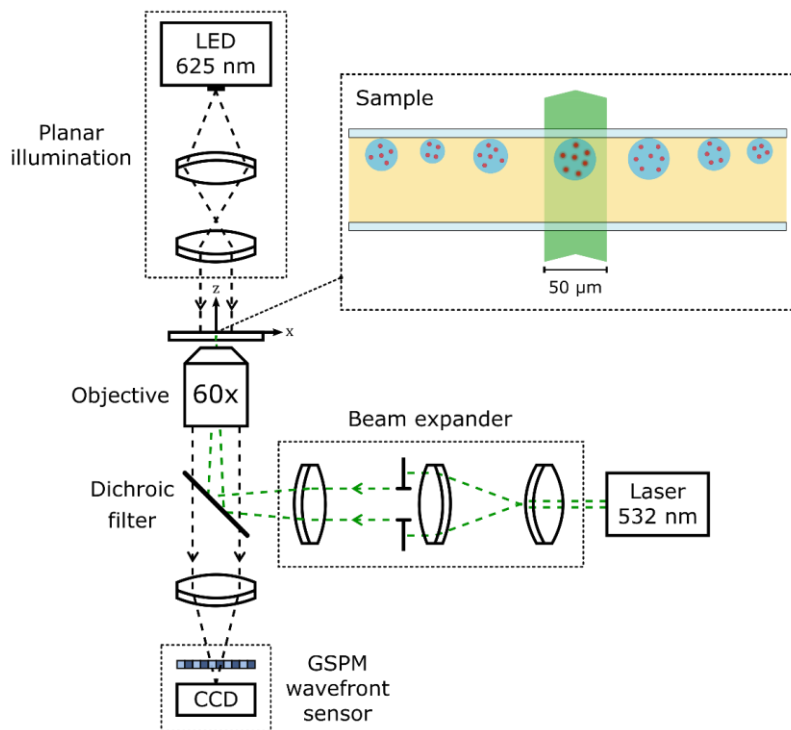 LED
625 nm
Planar
illumination
Sample
50 μm
z
x
Objective
60x
Beam expander
Dichroic
filter
Laser
532 nm
GSPM
wavefront
sensor
CCD